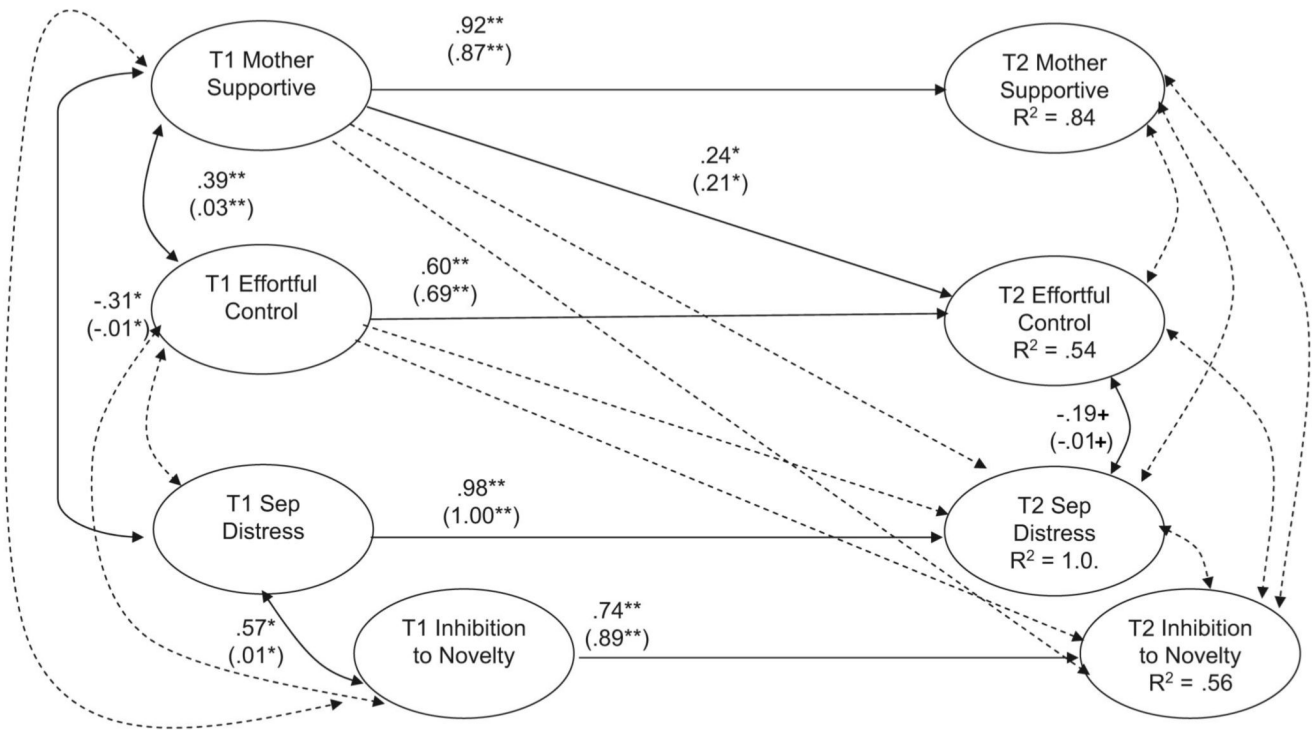 .92**
(.87**)
T1 Mother
Supportive
T2 Mother
Supportive
R² = .84
.24*
(.21*)
.39**
(.03**)
T1 Effortful
Control
.60**
(.69**)
T2 Effortful
Control
R² = .54
-.31*
(-.01*)
-.19+
(-.01+)
T1 Sep
Distress
.98**
(1.00**)
T2 Sep
Distress
R² = 1.0.
.57*
(.01*)
T1 Inhibition
to Novelty
.74**
(.89**)
T2 Inhibition
to Novelty
R² = .56